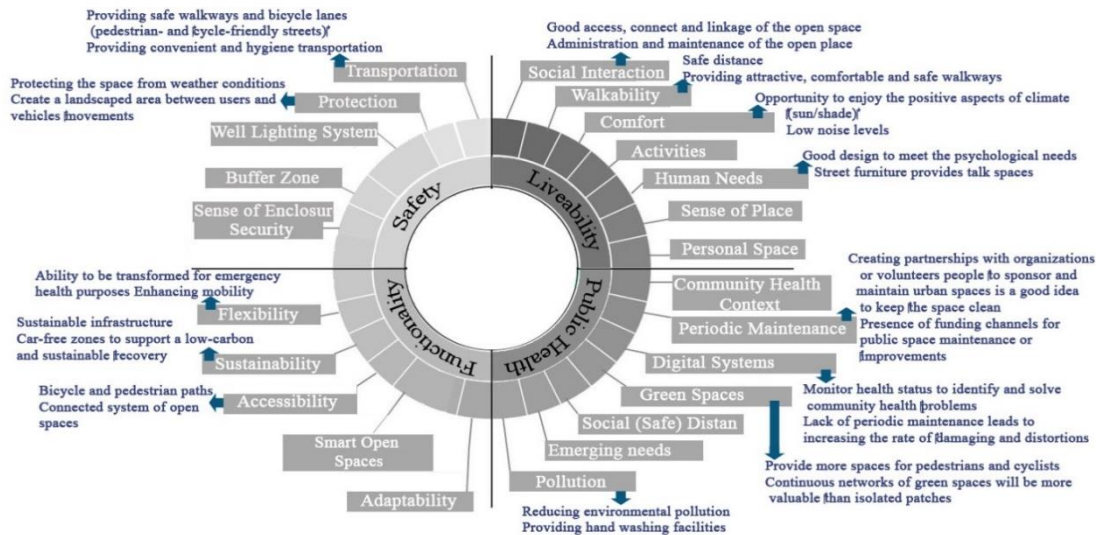 Providing safe walkways and bicycle lanes
(pedestrian- and cycle-friendly streets)
Providing convenient and hygiene transportation
Transportation
Protecting the space from weather conditions
Create a landscaped area between users and
vehicles movements
Protection
Well Lighting System
Buffer Zone
Sense of Enclosur
Security
Safety
Good access, connect and linkage of the open space
Administration and maintenance of the open place
Social Interaction
Safe distance
Providing attractive, comfortable and safe walkways
Walkability
Opportunity to enjoy the positive aspects of climate
(sun/shade)
Low noise levels
Comfort
Activities
Good design to meet the psychological needs
Street furniture provides talk spaces
Human Needs
Sense of Place
Personal Space
Liveability
Ability to be transformed for emergency
health purposes Enhancing mobility
Flexibility
Sustainable infrastructure
Car-free zones to support a low-carbon
and sustainable recovery
Sustainability
Bicycle and pedestrian paths
Connected system of open
spaces
Accessibility
Smart Open
Spaces
Adaptability
Functionality
Community Health
Context
Creating partnerships with organizations
or volunteers people to sponsor and
maintain urban spaces is a good idea
to keep the space clean
Presence of funding channels for
public space maintenance or
improvements
Periodic Maintenance
Digital Systems
Monitor health status to identify and solve
community health problems
Lack of periodic maintenance leads to
increasing the rate of damaging and distortions
Green Spaces
Provide more spaces for pedestrians and cyclists
Continuous networks of green spaces will be more
valuable than isolated patches
Social (Safe) Distan
Emerging needs
Pollution
Reducing environmental pollution
Providing hand washing facilities
Public Health